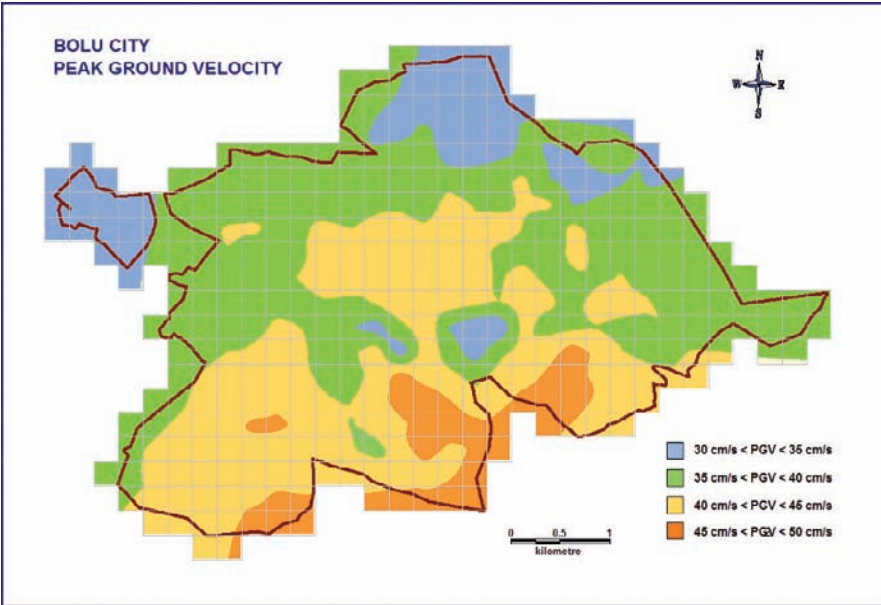 BOLU CITY
PEAK GROUND VELOCITY
N
W E
S
30 cm/s < PGV < 35 cm/s
35 cm/s < PGV < 40 cm/s
40 cm/s < PGV < 45 cm/s
45 cm/s < PGV < 50 cm/s
0 0.5 1
kilometre